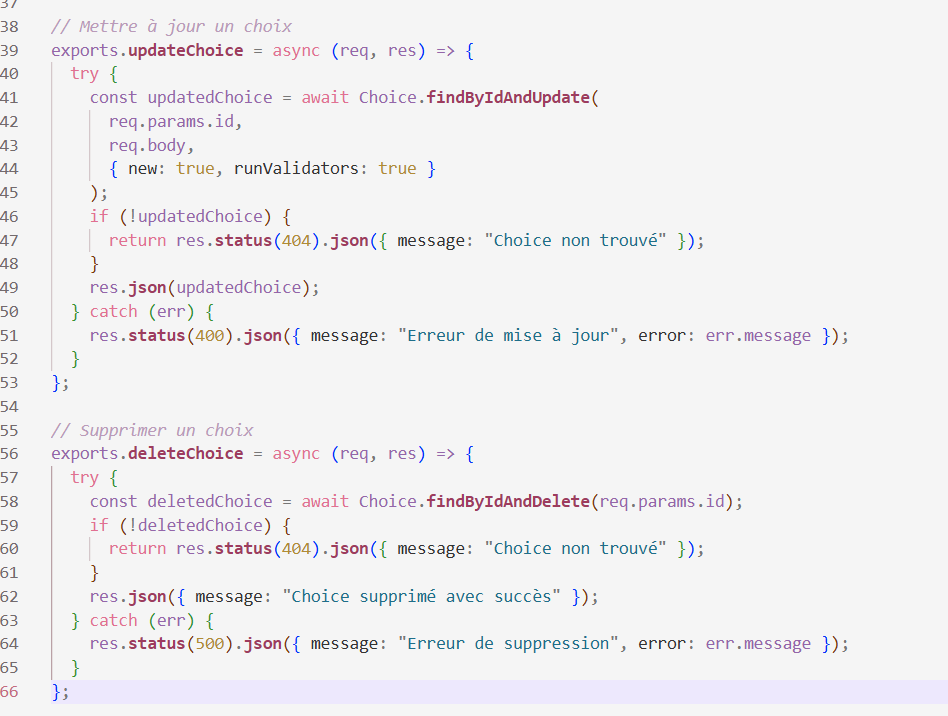 37
38 // Mettre à jour un choix
39 exports.updateChoice = async (req, res) => {
40 try {
41 const updatedChoice = await Choice.findByIdAndUpdate(
42 req.params.id,
43 req.body,
44 { new: true, runValidators: true }
45 );
46 if (!updatedChoice) {
47 return res.status(404).json({ message: "Choice non trouvé" });
48 }
49 res.json(updatedChoice);
50 } catch (err) {
51 res.status(400).json({ message: "Erreur de mise à jour", error: err.message });
52 }
53 };
54
55 // Supprimer un choix
56 exports.deleteChoice = async (req, res) => {
57 try {
58 const deletedChoice = await Choice.findByIdAndDelete(req.params.id);
59 if (!deletedChoice) {
60 return res.status(404).json({ message: "Choice non trouvé" });
61 }
62 res.json({ message: "Choice supprimé avec succès" });
63 } catch (err) {
64 res.status(500).json({ message: "Erreur de suppression", error: err.message });
65 }
66 };